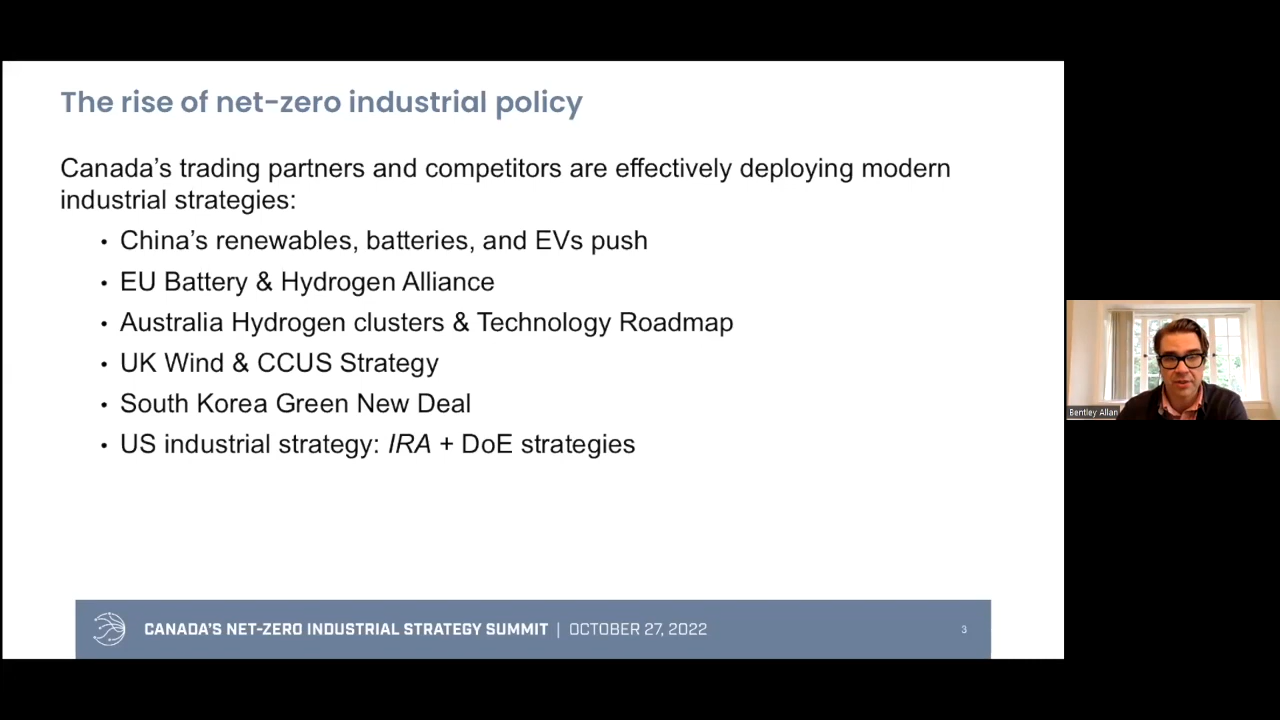 The rise of net-zero industrial policy
Canada's trading partners and competitors are effectively deploying modern
industrial strategies:
• China's renewables, batteries, and EVs push
• EU Battery & Hydrogen Alliance
• Australia Hydrogen clusters & Technology Roadmap
• UK Wind & CCUS Strategy
• South Korea Green New Deal
• US industrial strategy: IRA + DoE strategies
Bentley Allan
CANADA'S NET-ZERO INDUSTRIAL STRATEGY SUMMIT | OCTOBER 27, 2022
3